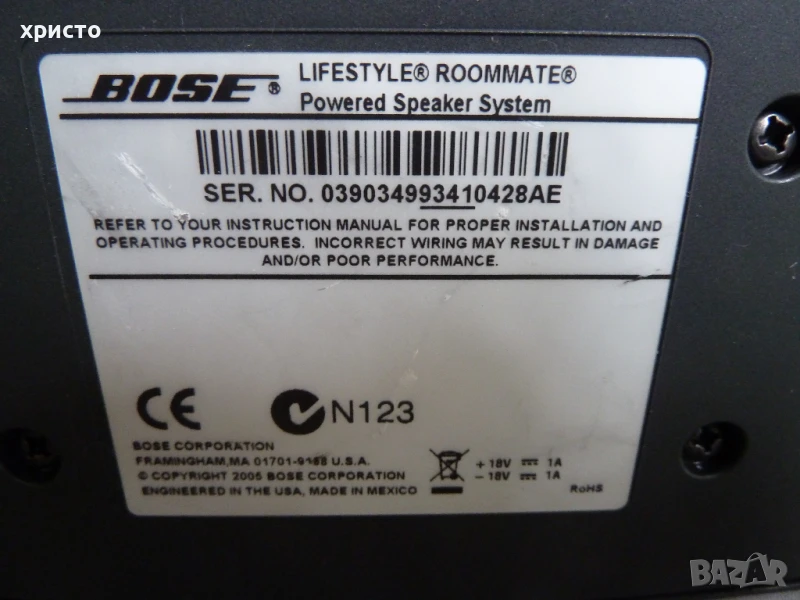 христо
BOSE®
LIFESTYLE® ROOMMATE®
Powered Speaker System
SER. NO. 039034993410428AE
REFER TO YOUR INSTRUCTION MANUAL FOR PROPER INSTALLATION AND
OPERATING PROCEDURES. INCORRECT WIRING MAY RESULT IN DAMAGE
AND/OR POOR PERFORMANCE.
CE
N123
BOSE CORPORATION
FRAMINGHAM,MA 01701-9168 U.S.A.
© COPYRIGHT 2005 BOSE CORPORATION
ENGINEERED IN THE USA, MADE IN MEXICO
+ 18V ⎓ 1A
− 18V ⎓ 1A
RoHS
BAZAR